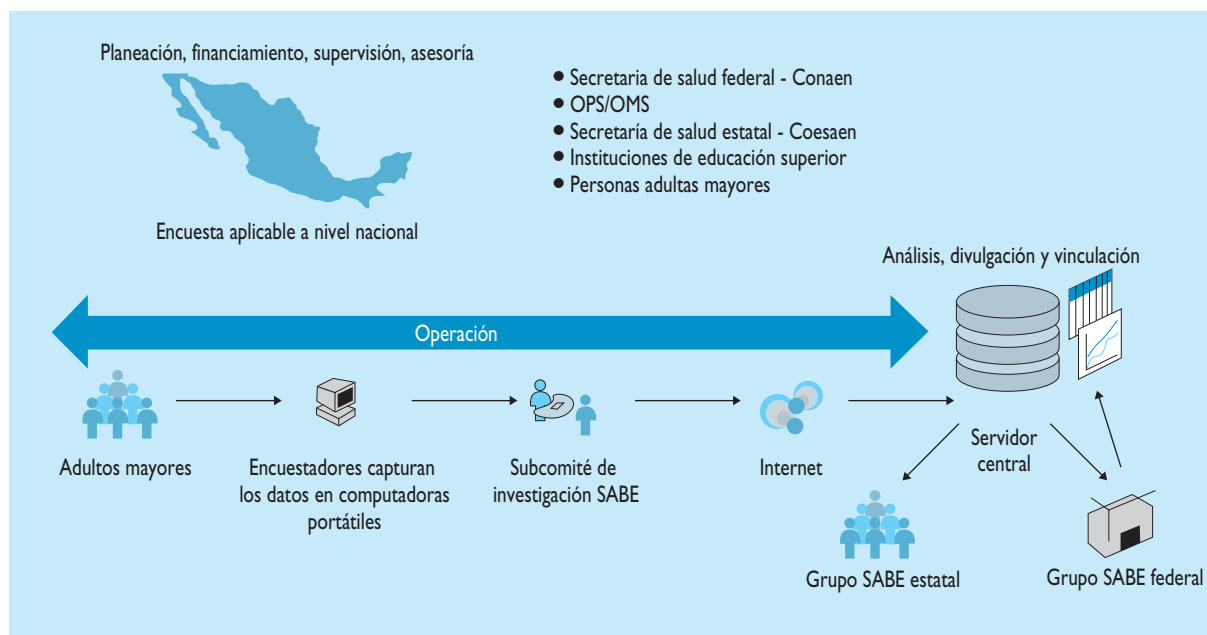 Planeación, financiamiento, supervisión, asesoría
Encuesta aplicable a nivel nacional
• Secretaria de salud federal - Conaen
• OPS/OMS
• Secretaría de salud estatal - Coesaen
• Instituciones de educación superior
• Personas adultas mayores
Análisis, divulgación y vinculación
Operación
Adultos mayores
Encuestadores capturan
los datos en computadoras
portátiles
Subcomité de
investigación SABE
Internet
Servidor
central
Grupo SABE estatal
Grupo SABE federal